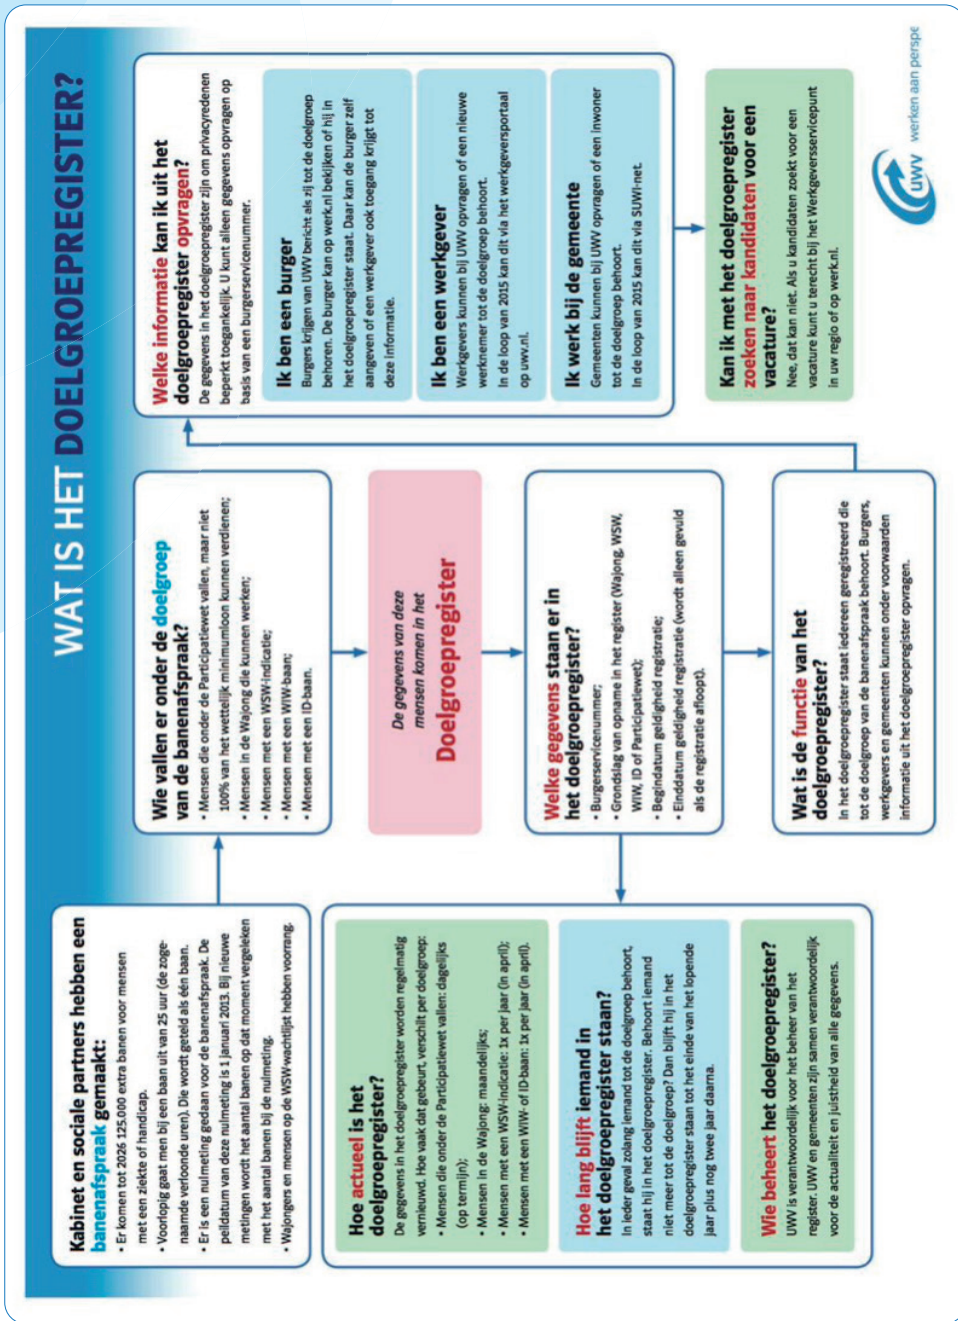 WAT IS HET DOELGROEPREGISTER?
Kabinet en sociale partners hebben een
banenafspraak gemaakt:
• Er komen tot 2026 125.000 extra banen voor mensen
met een ziekte of handicap.
• Voorlopig gaat men bij een baan uit van 25 uur (de zoge-
naamde verloonde uren). Die wordt geteld als één baan.
• Er is een nulmeting gedaan voor de banenafspraak. De
peildatum van deze nulmeting is 1 januari 2013. Bij nieuwe
metingen wordt het aantal banen op dat moment vergeleken
met het aantal banen bij de nulmeting.
• Wajongers en mensen op de WSW-wachtlijst hebben voorrang.
Wie vallen er onder de doelgroep
van de banenafspraak?
• Mensen die onder de Participatiewet vallen, maar niet
100% van het wettelijk minimumloon kunnen verdienen;
• Mensen in de Wajong die kunnen werken;
• Mensen met een WSW-indicatie;
• Mensen met een WIW-baan;
• Mensen met een ID-baan.
De gegevens van deze
mensen komen in het
Doelgroepregister
Welke gegevens staan er in
het doelgroepregister?
• Burgerservicenummer;
• Grondslag van opname in het register (Wajong, WSW,
WIW, ID of Participatiewet);
• Begindatum geldigheid registratie;
• Einddatum geldigheid registratie (wordt alleen gevuld
als de registratie afloopt).
Hoe actueel is het
doelgroepregister?
De gegevens in het doelgroepregister worden regelmatig
vernieuwd. Hoe vaak dat gebeurt, verschilt per doelgroep:
• Mensen die onder de Participatiewet vallen: dagelijks
(op termijn);
• Mensen in de Wajong: maandelijks;
• Mensen met een WSW-indicatie: 1x per jaar (in april);
• Mensen met een WIW- of ID-baan: 1x per jaar (in april).
Hoe lang blijft iemand in
het doelgroepregister staan?
In ieder geval zolang iemand tot de doelgroep behoort,
staat hij in het doelgroepregister. Behoort iemand
niet meer tot de doelgroep? Dan blijft hij in het
doelgroepregister staan tot het einde van het lopende
jaar plus nog twee jaar daarna.
Wie beheert het doelgroepregister?
UWV is verantwoordelijk voor het beheer van het
register. UWV en gemeenten zijn samen verantwoordelijk
voor de actualiteit en juistheid van alle gegevens.
Wat is de functie van het
doelgroepregister?
In het doelgroepregister staat iedereen geregistreerd die
tot de doelgroep van de banenafspraak behoort. Burgers,
werkgevers en gemeenten kunnen onder voorwaarden
informatie uit het doelgroepregister opvragen.
Welke informatie kan ik uit het
doelgroepregister opvragen?
De gegevens in het doelgroepregister zijn om privacyredenen
beperkt toegankelijk. U kunt alleen gegevens opvragen op
basis van een burgerservicenummer.
Ik ben een burger
Burgers krijgen van UWV bericht als zij tot de doelgroep
behoren. De burger kan op werk.nl bekijken of hij in
het doelgroepregister staat. Daar kan de burger zelf
aangeven of een werkgever ook toegang krijgt tot
deze informatie.
Ik ben een werkgever
Werkgevers kunnen bij UWV opvragen of een nieuwe
werknemer tot de doelgroep behoort.
In de loop van 2015 kan dit via het werkgeversportaal
op uwv.nl.
Ik werk bij de gemeente
Gemeenten kunnen bij UWV opvragen of een inwoner
tot de doelgroep behoort.
In de loop van 2015 kan dit via SUWI-net.
Kan ik met het doelgroepregister
zoeken naar kandidaten voor een
vacature?
Nee, dat kan niet. Als u kandidaten zoekt voor een
vacature kunt u terecht bij het Werkgeversservicepunt
in uw regio of op werk.nl.
UWV werken aan perspe